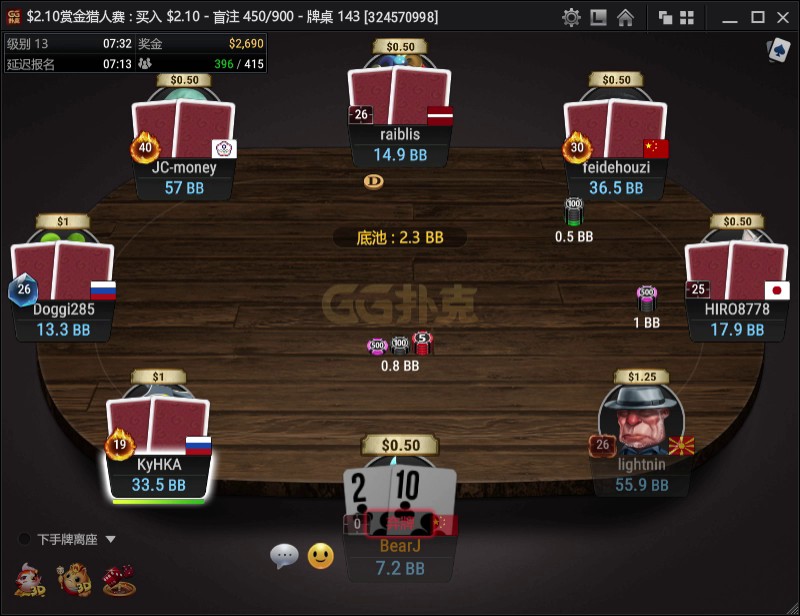 GG扑克 $2.10赏金猎人赛 : 买入 $2.10 - 盲注 450/900 - 牌桌 143 [324570998]
级别 13 07:32 奖金 $2,690
延迟报名 07:13 396 / 415
$0.50
26
raiblis
14.9 BB
$0.50
40
JC-money
57 BB
$0.50
30
feidehouzi
36.5 BB
D
100
0.5 BB
底池 : 2.3 BB
$1
26
Doggi285
13.3 BB
$0.50
25
HIRO8778
17.9 BB
500
1 BB
GG扑克
500 100 5
0.8 BB
$1
19
KyHKA
33.5 BB
$1.25
26
lightnin
55.9 BB
$0.50
2 10
0
BearJ
7.2 BB
下手牌离座
3D 3D